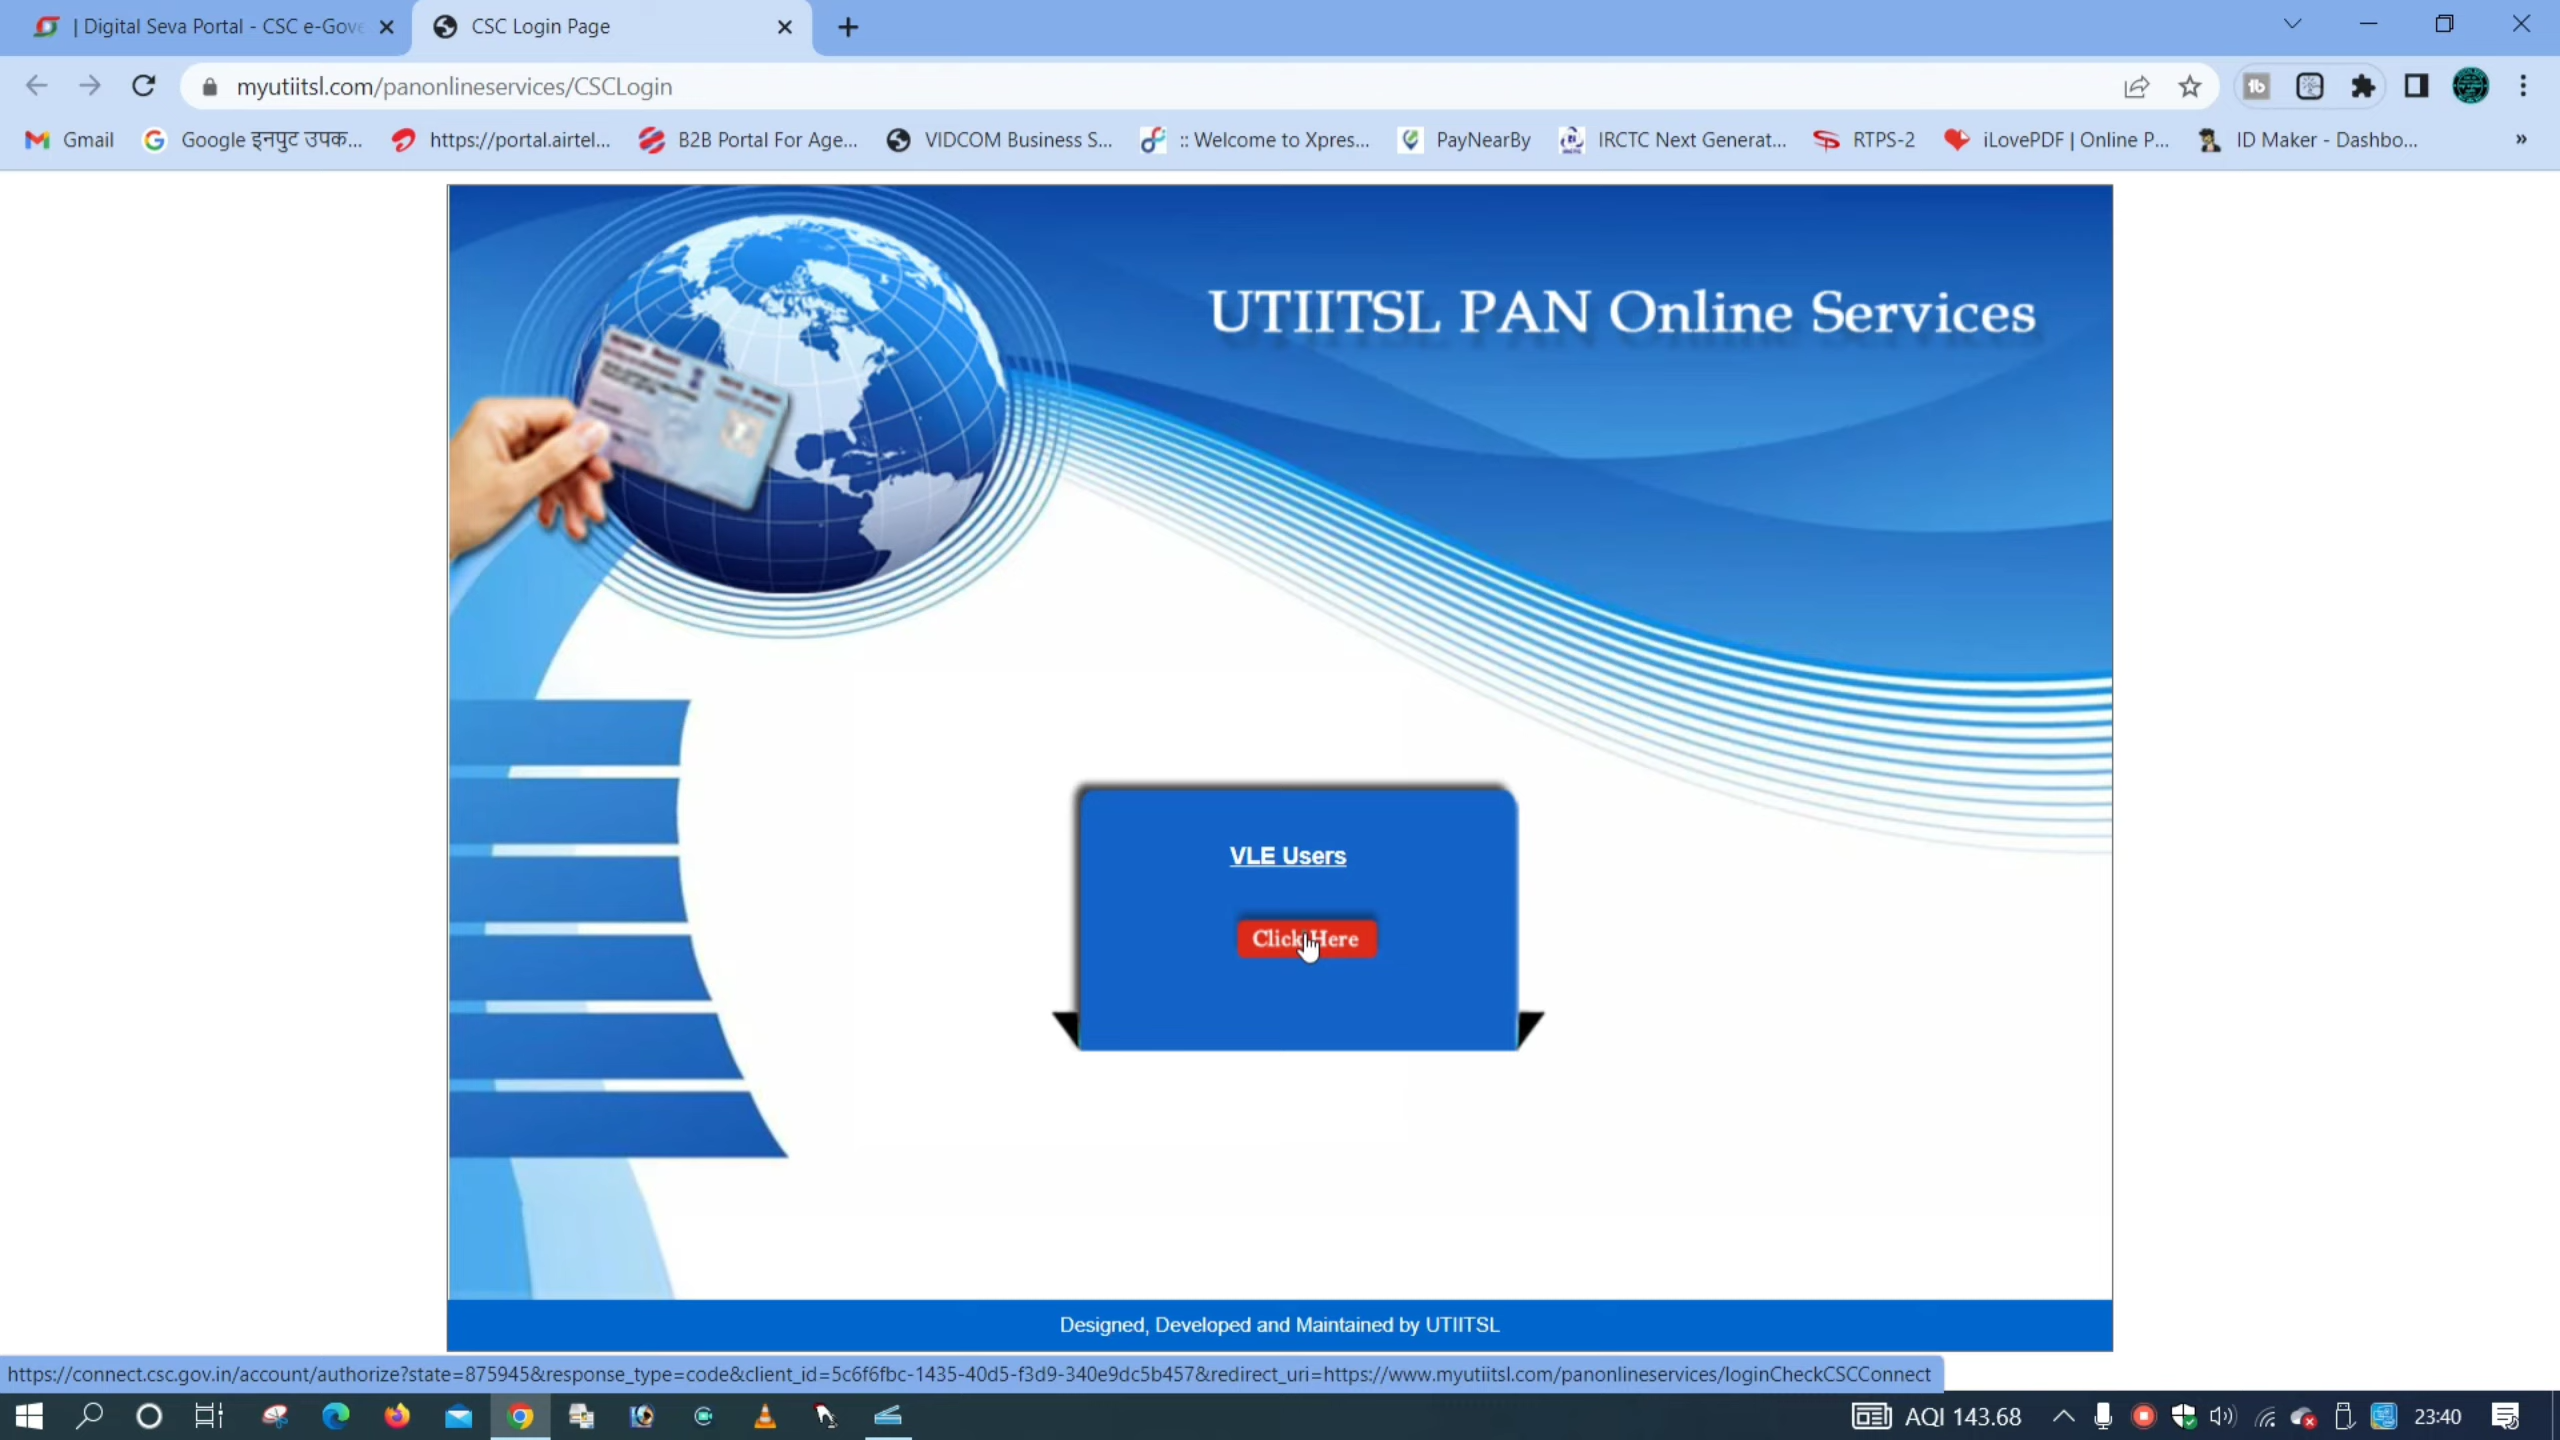 | Digital Seva Portal - CSC e-Gove
CSC Login Page
myutiitsl.com/panonlineservices/CSCLogin
Gmail
Google इनपुट उपक...
https://portal.airtel...
B2B Portal For Age...
VIDCOM Business S...
:: Welcome to Xpres...
PayNearBy
IRCTC Next Generat...
RTPS-2
iLovePDF | Online P...
ID Maker - Dashbo...
»
UTIITSL PAN Online Services
VLE Users
Click Here
Designed, Developed and Maintained by UTIITSL
https://connect.csc.gov.in/account/authorize?state=875945&response_type=code&client_id=5c6f6fbc-1435-40d5-f3d9-340e9dc5b457&redirect_uri=https://www.myutiitsl.com/panonlineservices/loginCheckCSCConnect
AQI 143.68
23:40